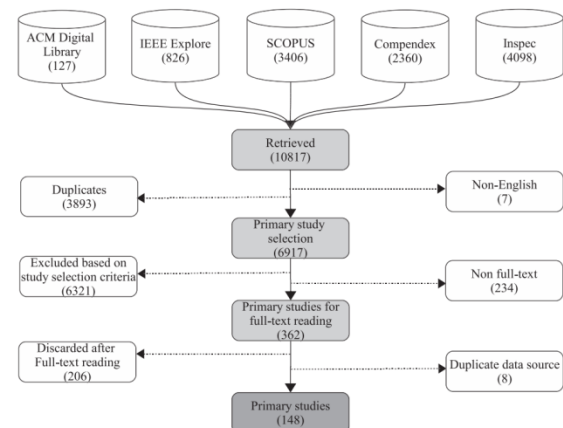 ACM Digital
Library
(127)
IEEE Explore
(826)
SCOPUS
(3406)
Compendex
(2360)
Inspec
(4098)
Retrieved
(10817)
Duplicates
(3893)
Non-English
(7)
Primary study
selection
(6917)
Excluded based on
study selection criteria
(6321)
Non full-text
(234)
Primary studies for
full-text reading
(362)
Discarded after
Full-text reading
(206)
Duplicate data source
(8)
Primary studies
(148)